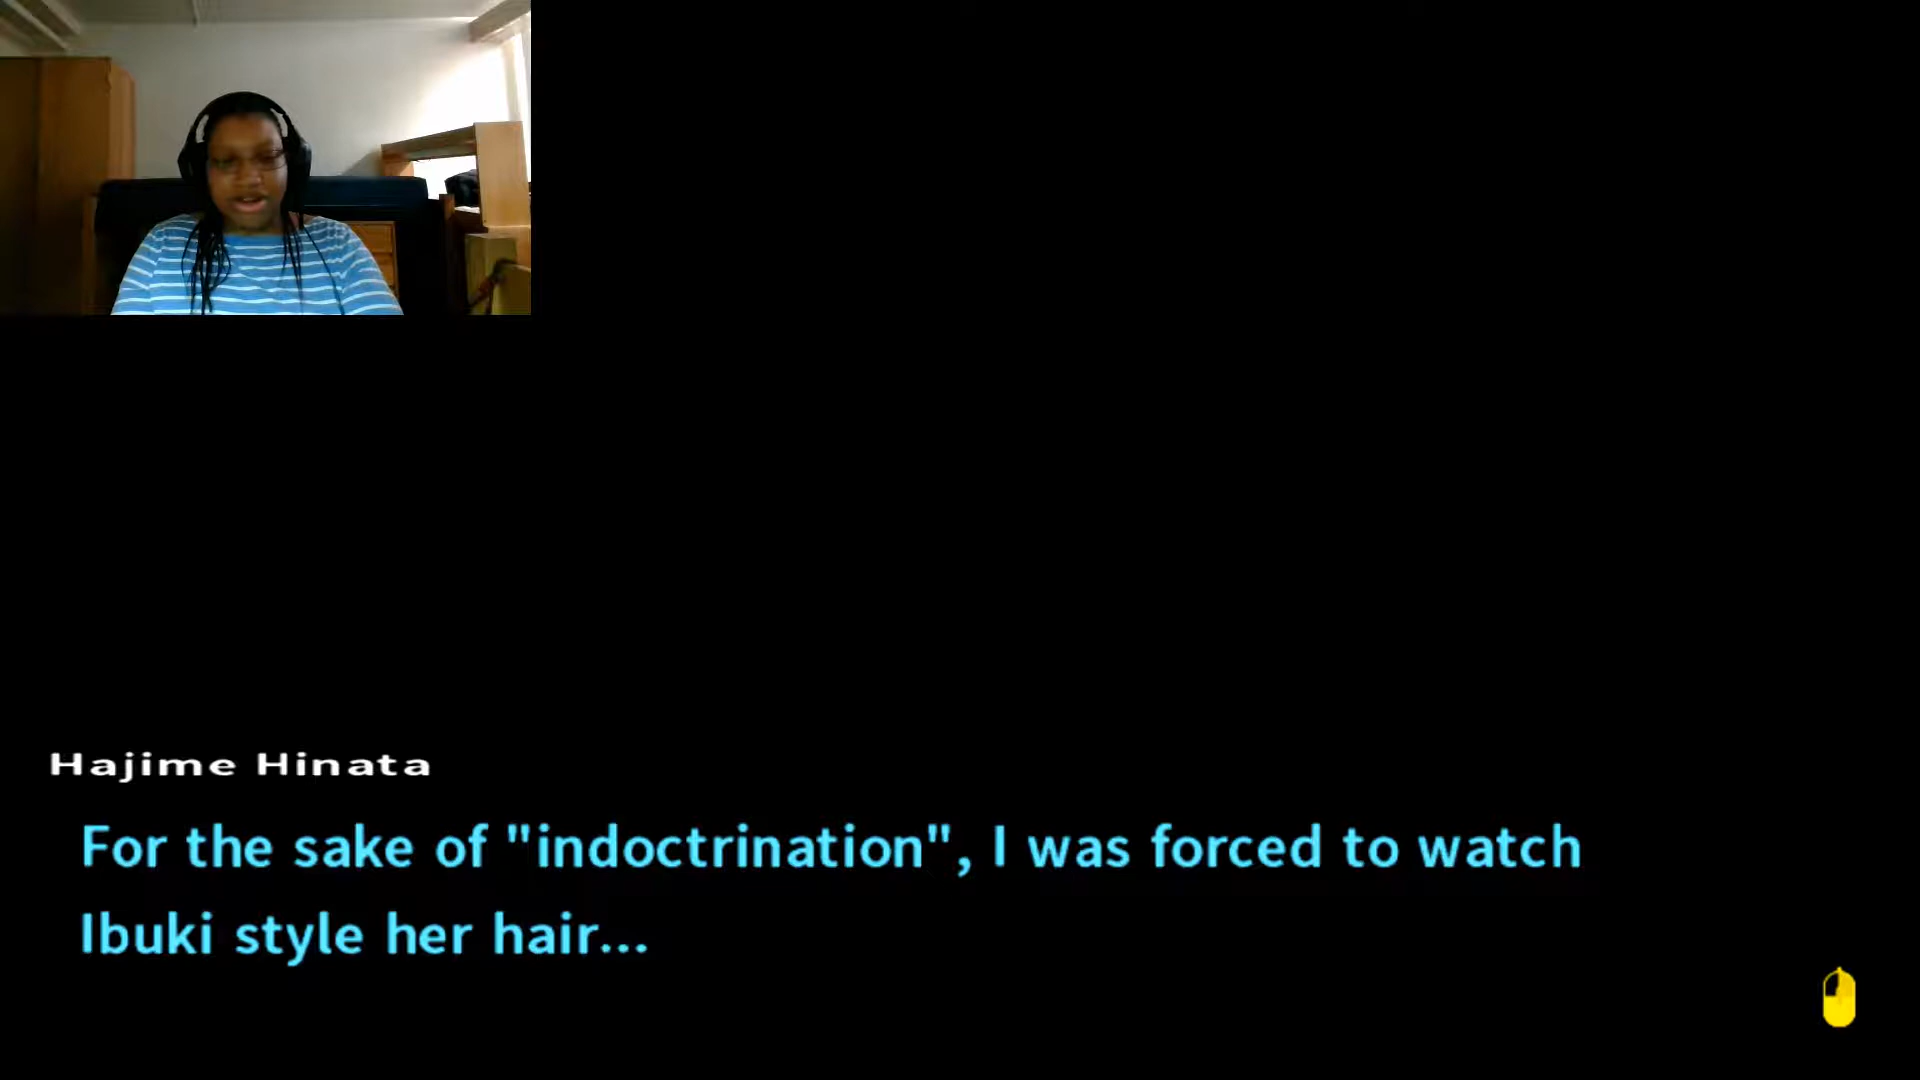 Hajime Hinata
For the sake of "indoctrination", I was forced to watch
Ibuki style her hair...